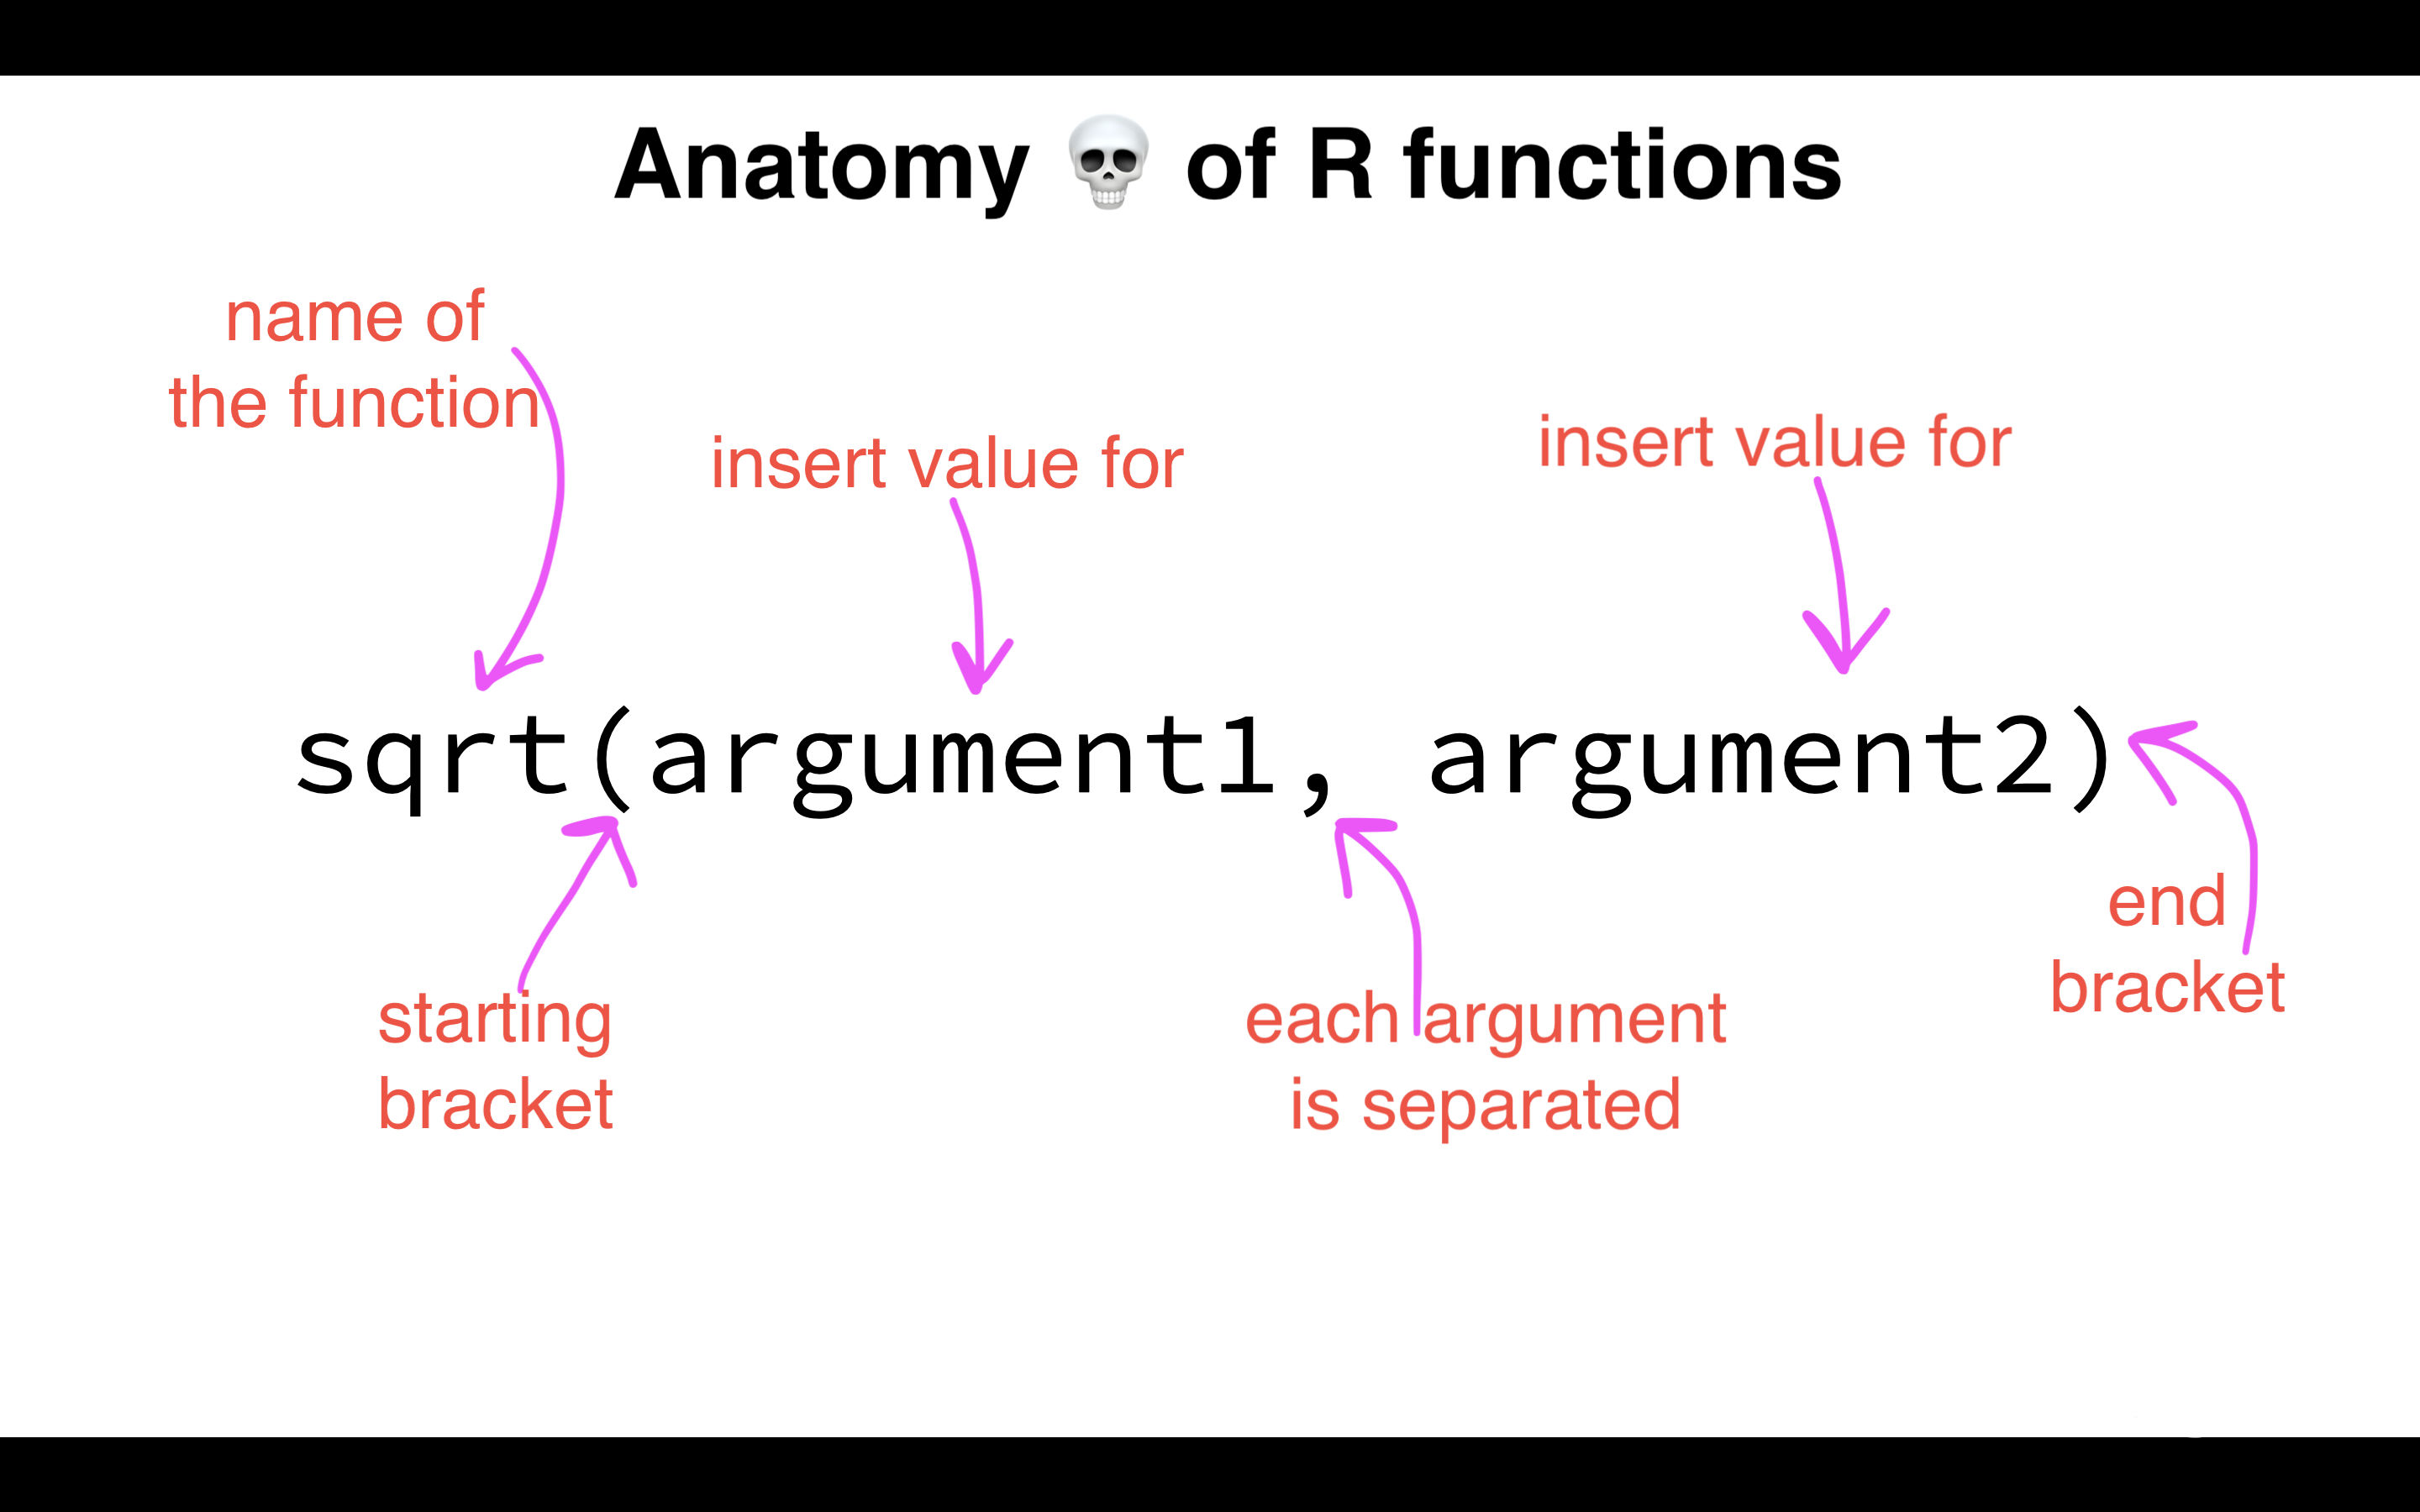 Anatomy 💀 of R functions
name of
the function
insert value for
insert value for
sqrt(argument1, argument2)
starting
bracket
each argument
is separated
end
bracket